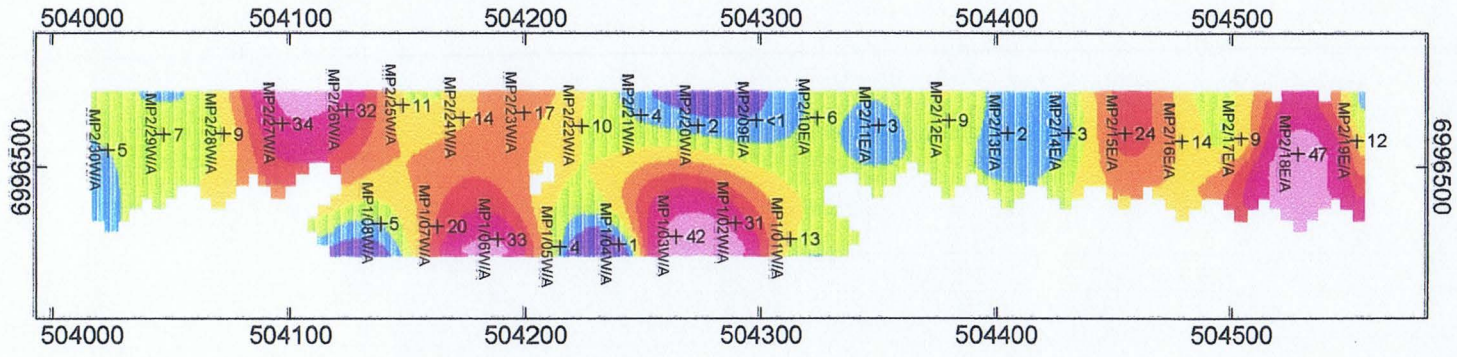 504000 504100 504200 504300 504400 504500
6996500 6996500
MP2/30W/A +5
MP2/29W/A +7
MP2/28W/A +9
MP2/27W/A +34
MP2/26W/A +32
MP2/25W/A +11
MP2/24W/A +14
MP2/23W/A +17
MP2/22W/A +10
MP2/21W/A +4
MP2/20W/A +2
MP2/09E/A +<1
MP2/10E/A +6
MP2/11E/A +3
MP2/12E/A +9
MP2/13E/A +2
MP2/14E/A +3
MP2/15E/A +24
MP2/16E/A +14
MP2/17E/A +9
MP2/18E/A +47
MP2/19E/A +12
MP1/08W/A +5
MP1/07W/A +20
MP1/06W/A +33
MP1/05W/A +4
MP1/04W/A +1
MP1/03W/A +42
MP1/02W/A +31
MP1/01W/A +13
504000 504100 504200 504300 504400 504500